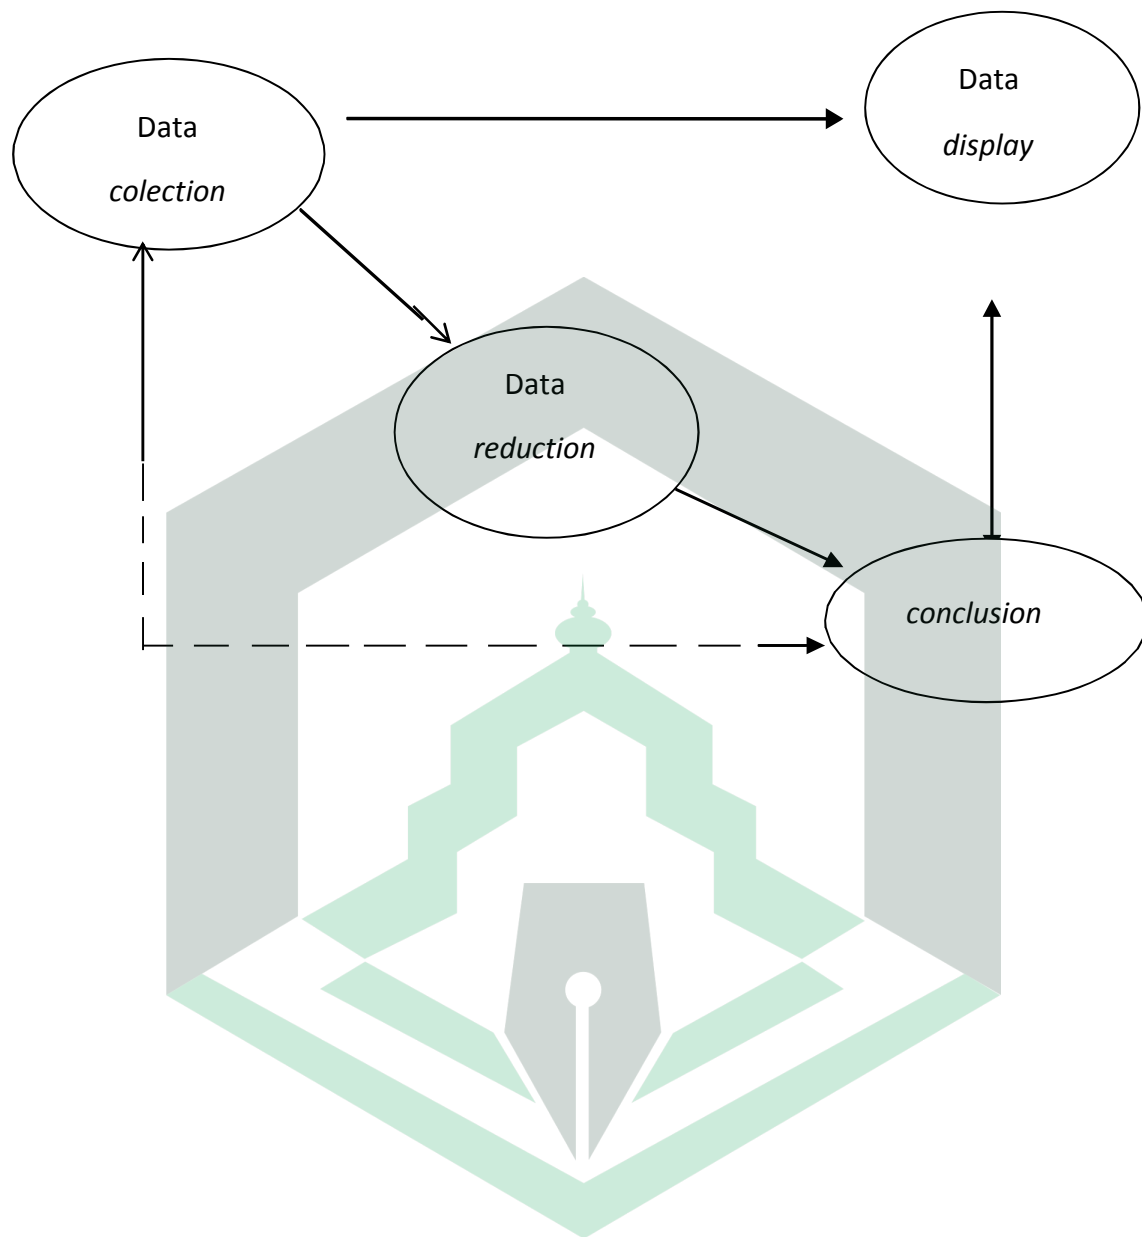 Data
colection
Data
display
Data
reduction
conclusion